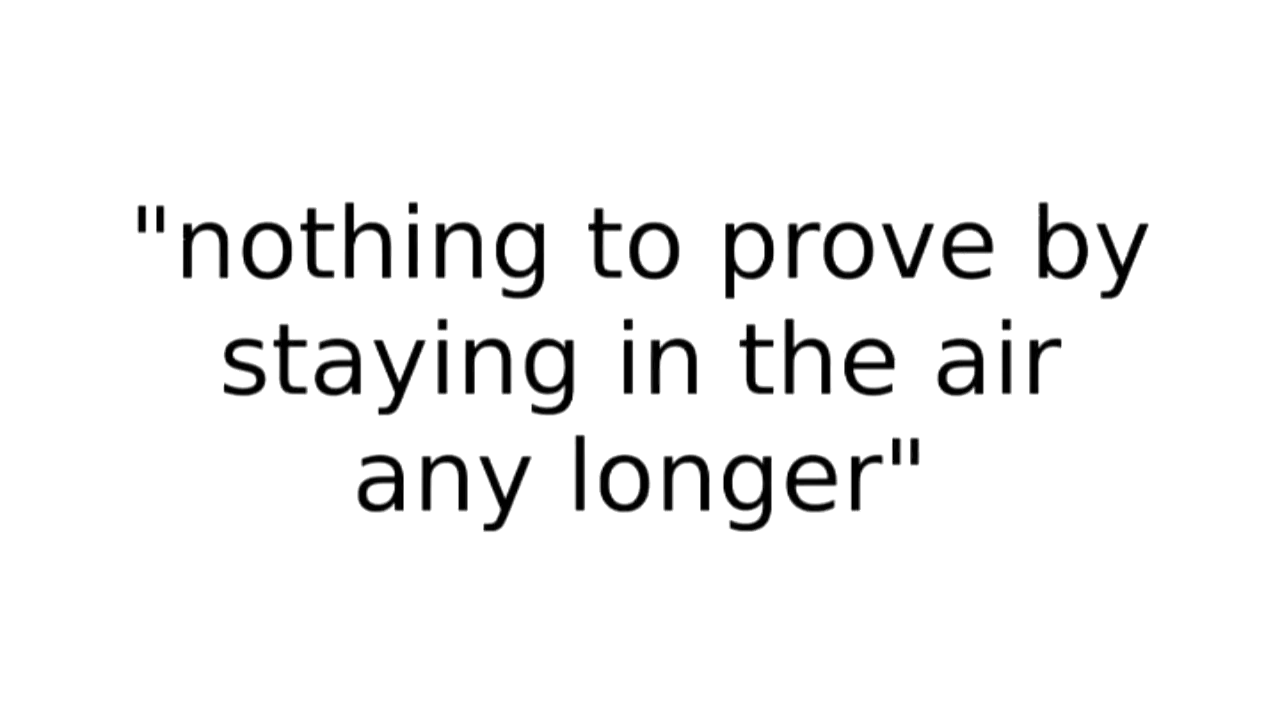 "nothing to prove by
staying in the air
any longer"